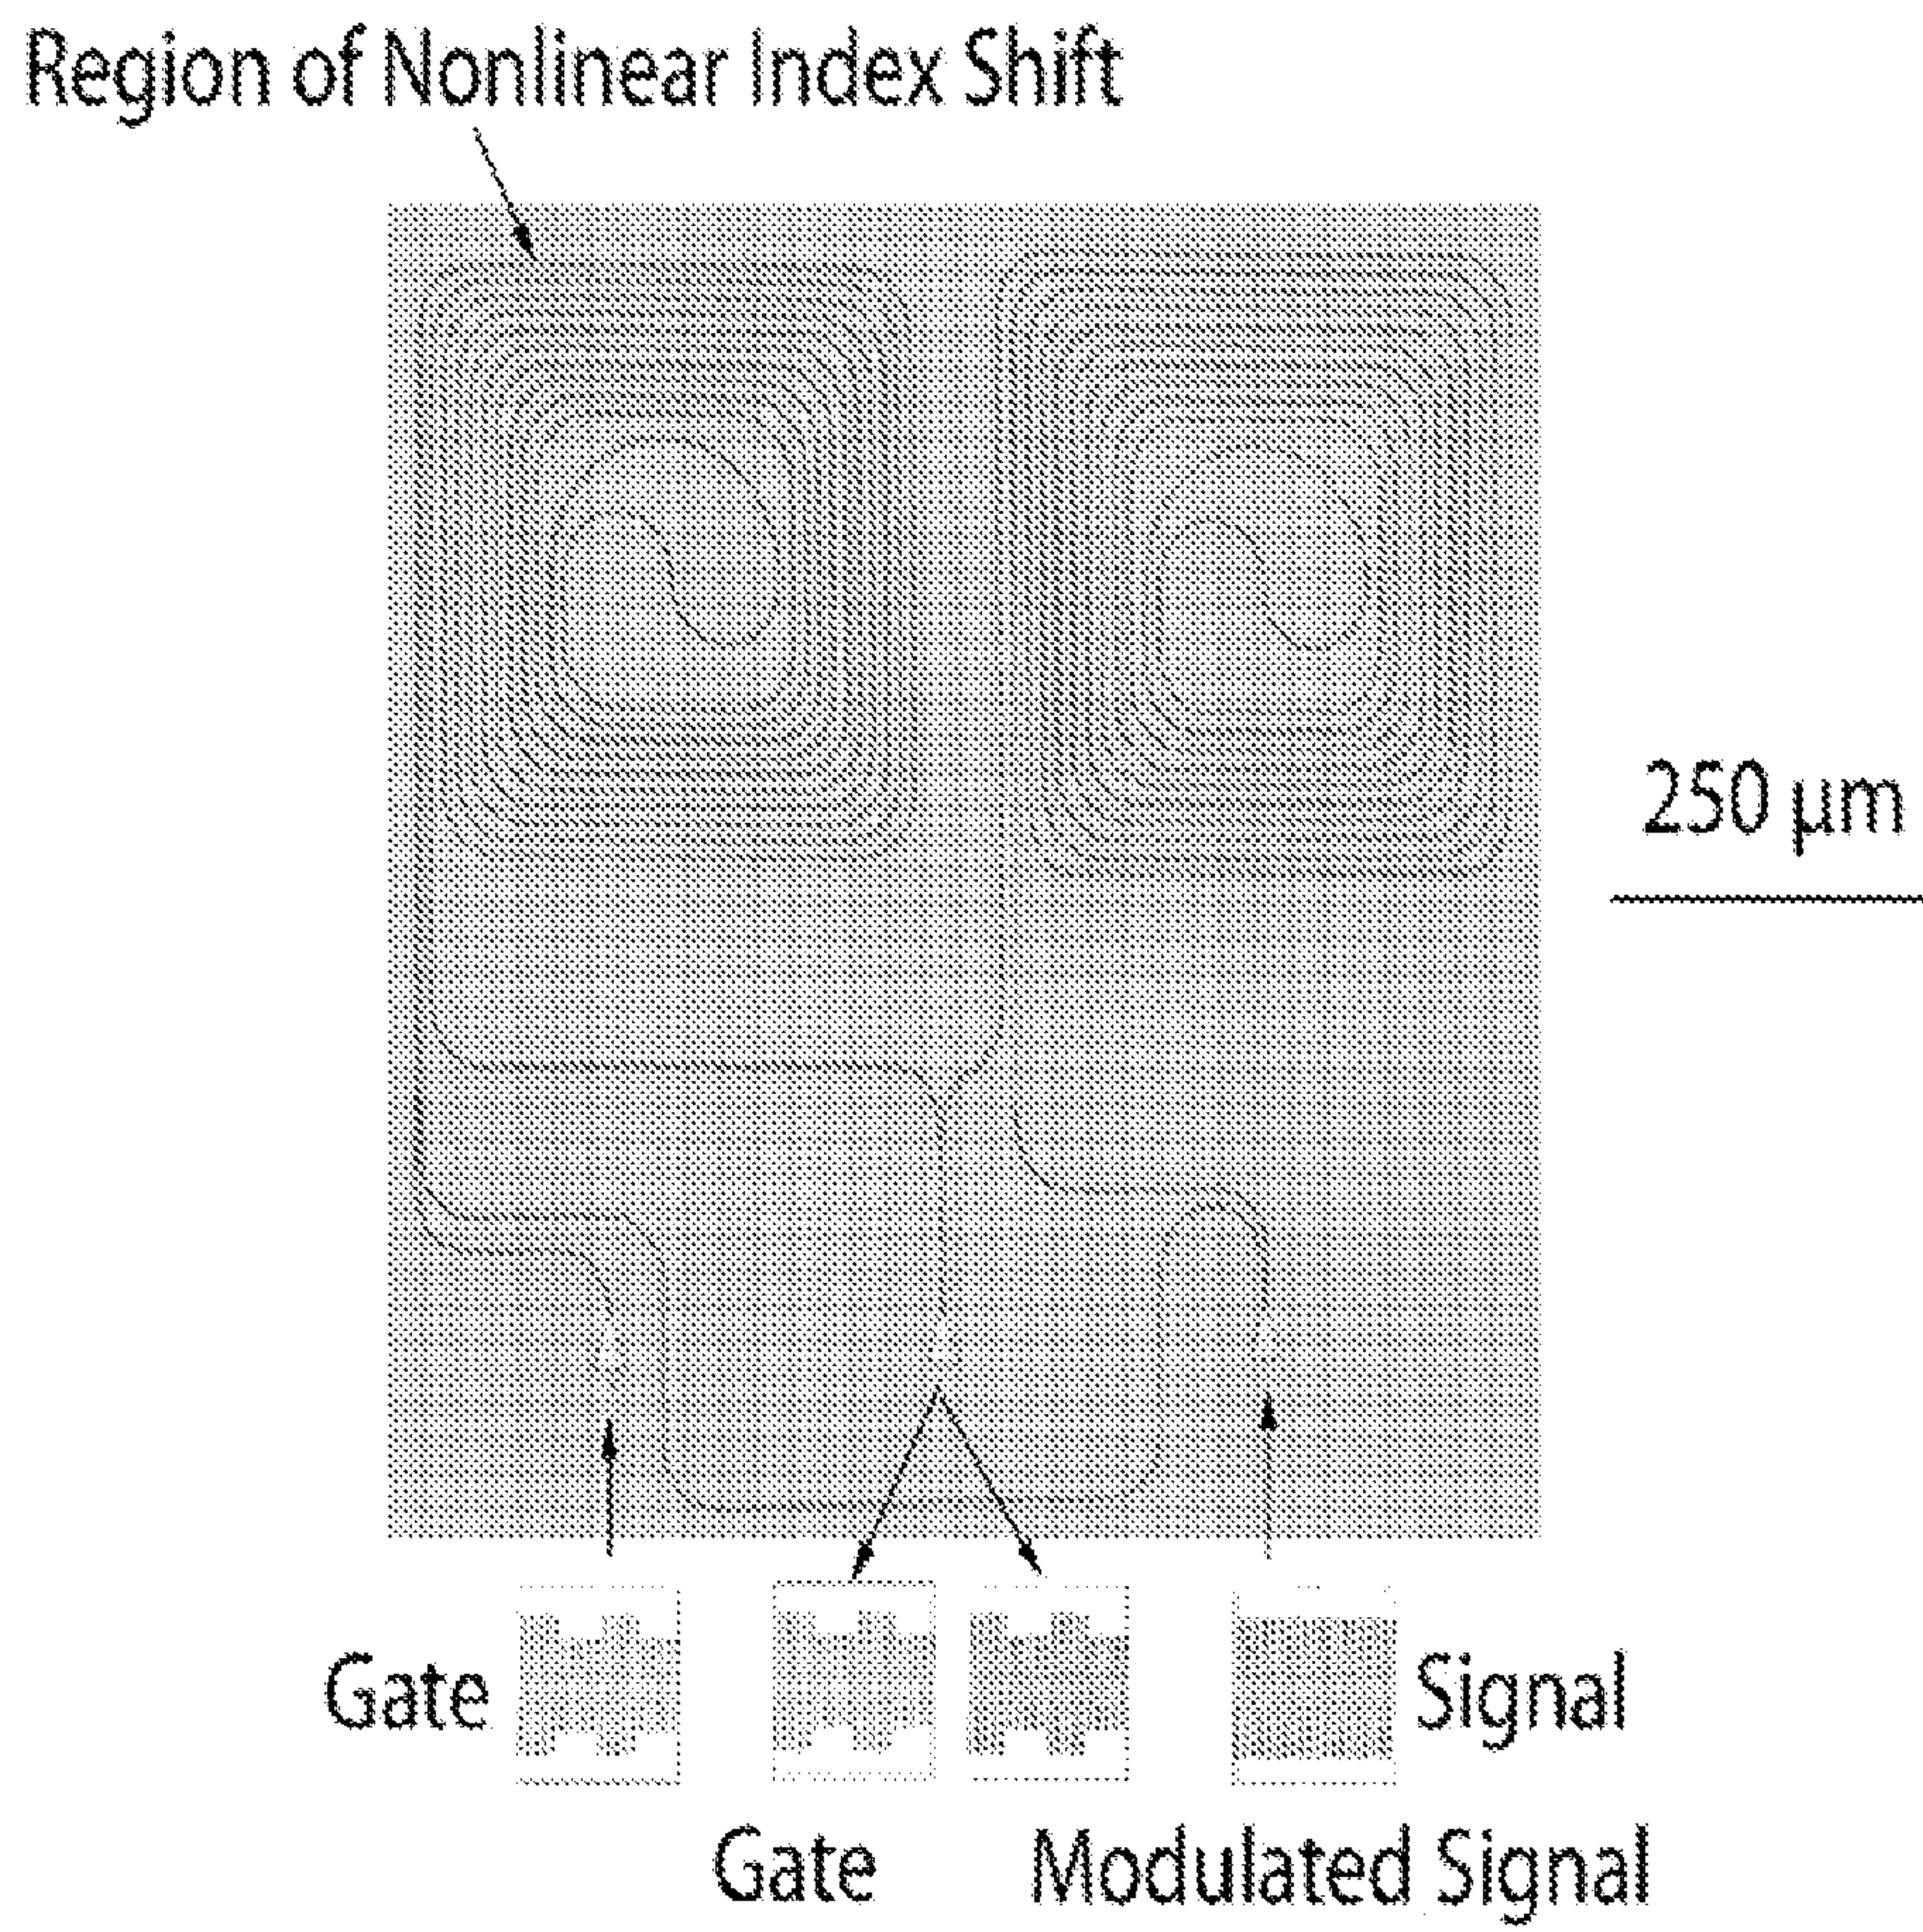 Region of Nonlinear Index Shift
250 μm
Gate
Signal
Gate
Modulated Signal